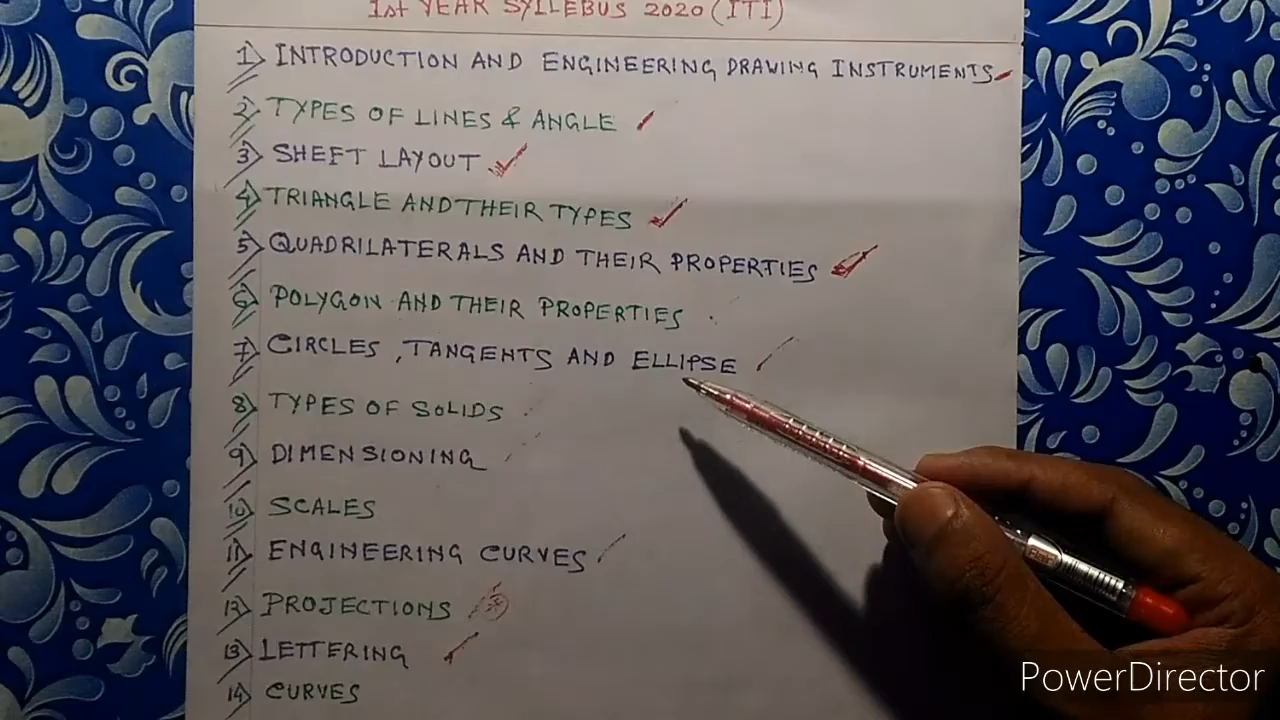 1st YEAR SYLLEBUS 2020 (ITI)
1) INTRODUCTION AND ENGINEERING DRAWING INSTRUMENTS
2) TYPES OF LINES & ANGLE
3) SHEET LAYOUT
4) TRIANGLE AND THEIR TYPES
5) QUADRILATERALS AND THEIR PROPERTIES
6) POLYGON AND THEIR PROPERTIES
7) CIRCLES, TANGENTS AND ELLIPSE
8) TYPES OF SOLIDS
9) DIMENSIONING
10) SCALES
11) ENGINEERING CURVES
12) PROJECTIONS
13) LETTERING
14) CURVES
PowerDirector